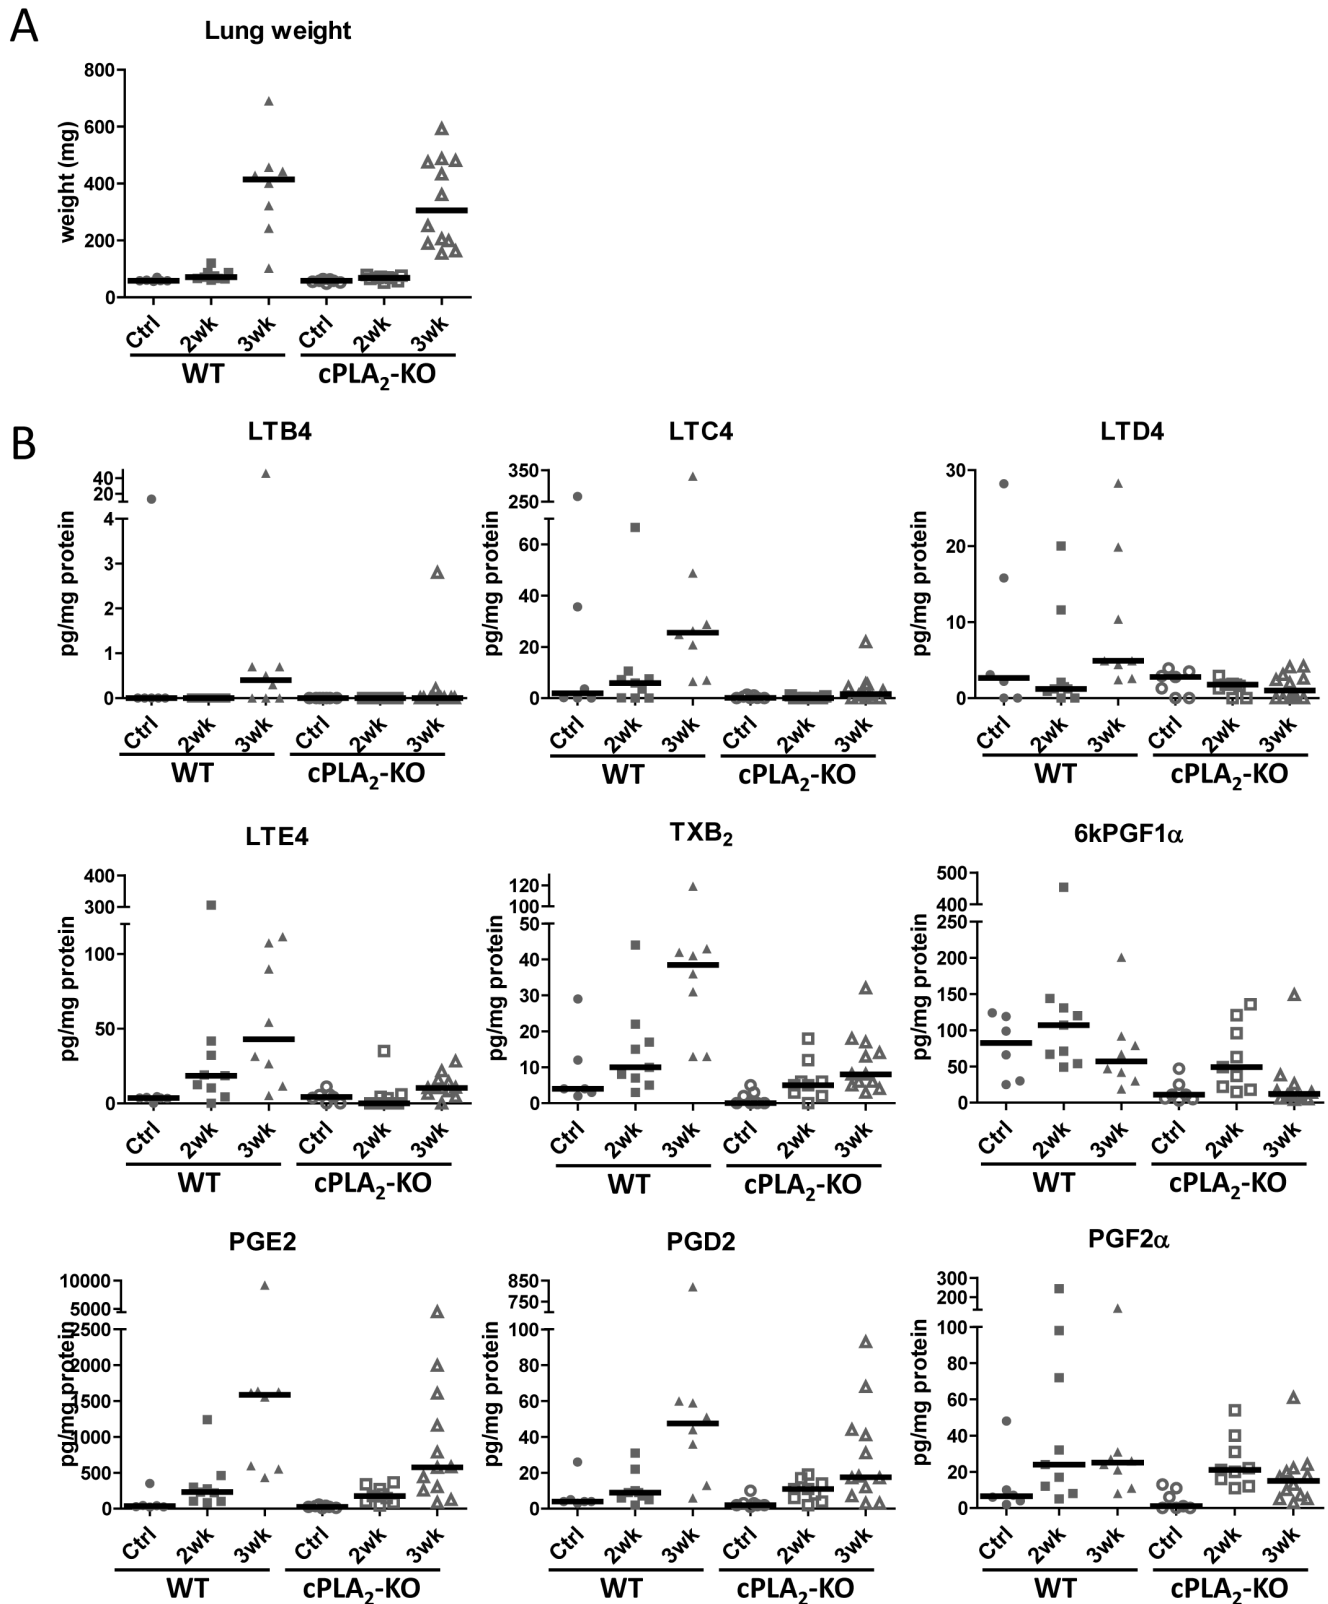 A
Lung weight
800
600
400
200
0
weight (mg)
Ctrl 2wk 3wk Ctrl 2wk 3wk
WT cPLA₂-KO
B
LTB4
40
20
4
3
2
1
0
pg/mg protein
Ctrl 2wk 3wk Ctrl 2wk 3wk
WT cPLA₂-KO
LTC4
350
250
60
40
20
0
pg/mg protein
Ctrl 2wk 3wk Ctrl 2wk 3wk
WT cPLA₂-KO
LTD4
30
20
10
0
pg/mg protein
Ctrl 2wk 3wk Ctrl 2wk 3wk
WT cPLA₂-KO
LTE4
400
300
100
50
0
pg/mg protein
Ctrl 2wk 3wk Ctrl 2wk 3wk
WT cPLA₂-KO
TXB₂
120
100
50
40
30
20
10
0
pg/mg protein
Ctrl 2wk 3wk Ctrl 2wk 3wk
WT cPLA₂-KO
6kPGF1α
500
400
250
200
150
100
50
0
pg/mg protein
Ctrl 2wk 3wk Ctrl 2wk 3wk
WT cPLA₂-KO
PGE2
10000
5000
2500
2000
1500
1000
500
0
pg/mg protein
Ctrl 2wk 3wk Ctrl 2wk 3wk
WT cPLA₂-KO
PGD2
850
750
100
80
60
40
20
0
pg/mg protein
Ctrl 2wk 3wk Ctrl 2wk 3wk
WT cPLA₂-KO
PGF2α
300
200
100
80
60
40
20
0
pg/mg protein
Ctrl 2wk 3wk Ctrl 2wk 3wk
WT cPLA₂-KO